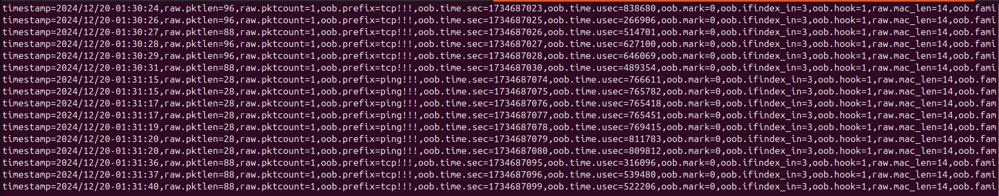 timestamp=2024/12/20-01:30:24,raw.pktlen=96,raw.pktcount=1,oob.prefix=tcp!!!,oob.time.sec=1734687023,oob.time.usec=838680,oob.mark=0,oob.ifindex_in=3,oob.hook=1,raw.mac_len=14,oob.fami
timestamp=2024/12/20-01:30:26,raw.pktlen=96,raw.pktcount=1,oob.prefix=tcp!!!,oob.time.sec=1734687025,oob.time.usec=266906,oob.mark=0,oob.ifindex_in=3,oob.hook=1,raw.mac_len=14,oob.fami
timestamp=2024/12/20-01:30:27,raw.pktlen=88,raw.pktcount=1,oob.prefix=tcp!!!,oob.time.sec=1734687026,oob.time.usec=514701,oob.mark=0,oob.ifindex_in=3,oob.hook=1,raw.mac_len=14,oob.fami
timestamp=2024/12/20-01:30:28,raw.pktlen=96,raw.pktcount=1,oob.prefix=tcp!!!,oob.time.sec=1734687027,oob.time.usec=627100,oob.mark=0,oob.ifindex_in=3,oob.hook=1,raw.mac_len=14,oob.fami
timestamp=2024/12/20-01:30:29,raw.pktlen=96,raw.pktcount=1,oob.prefix=tcp!!!,oob.time.sec=1734687028,oob.time.usec=646069,oob.mark=0,oob.ifindex_in=3,oob.hook=1,raw.mac_len=14,oob.fami
timestamp=2024/12/20-01:30:31,raw.pktlen=88,raw.pktcount=1,oob.prefix=tcp!!!,oob.time.sec=1734687030,oob.time.usec=489354,oob.mark=0,oob.ifindex_in=3,oob.hook=1,raw.mac_len=14,oob.fami
timestamp=2024/12/20-01:31:15,raw.pktlen=28,raw.pktcount=1,oob.prefix=ping!!!,oob.time.sec=1734687074,oob.time.usec=766611,oob.mark=0,oob.ifindex_in=3,oob.hook=1,raw.mac_len=14,oob.fam
timestamp=2024/12/20-01:31:15,raw.pktlen=28,raw.pktcount=1,oob.prefix=ping!!!,oob.time.sec=1734687075,oob.time.usec=765782,oob.mark=0,oob.ifindex_in=3,oob.hook=1,raw.mac_len=14,oob.fam
timestamp=2024/12/20-01:31:17,raw.pktlen=28,raw.pktcount=1,oob.prefix=ping!!!,oob.time.sec=1734687076,oob.time.usec=765418,oob.mark=0,oob.ifindex_in=3,oob.hook=1,raw.mac_len=14,oob.fam
timestamp=2024/12/20-01:31:17,raw.pktlen=28,raw.pktcount=1,oob.prefix=ping!!!,oob.time.sec=1734687077,oob.time.usec=765451,oob.mark=0,oob.ifindex_in=3,oob.hook=1,raw.mac_len=14,oob.fam
timestamp=2024/12/20-01:31:19,raw.pktlen=28,raw.pktcount=1,oob.prefix=ping!!!,oob.time.sec=1734687078,oob.time.usec=769415,oob.mark=0,oob.ifindex_in=3,oob.hook=1,raw.mac_len=14,oob.fam
timestamp=2024/12/20-01:31:20,raw.pktlen=28,raw.pktcount=1,oob.prefix=ping!!!,oob.time.sec=1734687079,oob.time.usec=811783,oob.mark=0,oob.ifindex_in=3,oob.hook=1,raw.mac_len=14,oob.fam
timestamp=2024/12/20-01:31:20,raw.pktlen=28,raw.pktcount=1,oob.prefix=ping!!!,oob.time.sec=1734687080,oob.time.usec=809812,oob.mark=0,oob.ifindex_in=3,oob.hook=1,raw.mac_len=14,oob.fam
timestamp=2024/12/20-01:31:36,raw.pktlen=88,raw.pktcount=1,oob.prefix=tcp!!!,oob.time.sec=1734687095,oob.time.usec=316096,oob.mark=0,oob.ifindex_in=3,oob.hook=1,raw.mac_len=14,oob.fami
timestamp=2024/12/20-01:31:37,raw.pktlen=88,raw.pktcount=1,oob.prefix=tcp!!!,oob.time.sec=1734687096,oob.time.usec=539480,oob.mark=0,oob.ifindex_in=3,oob.hook=1,raw.mac_len=14,oob.fami
timestamp=2024/12/20-01:31:40,raw.pktlen=88,raw.pktcount=1,oob.prefix=tcp!!!,oob.time.sec=1734687099,oob.time.usec=522206,oob.mark=0,oob.ifindex_in=3,oob.hook=1,raw.mac_len=14,oob.fami